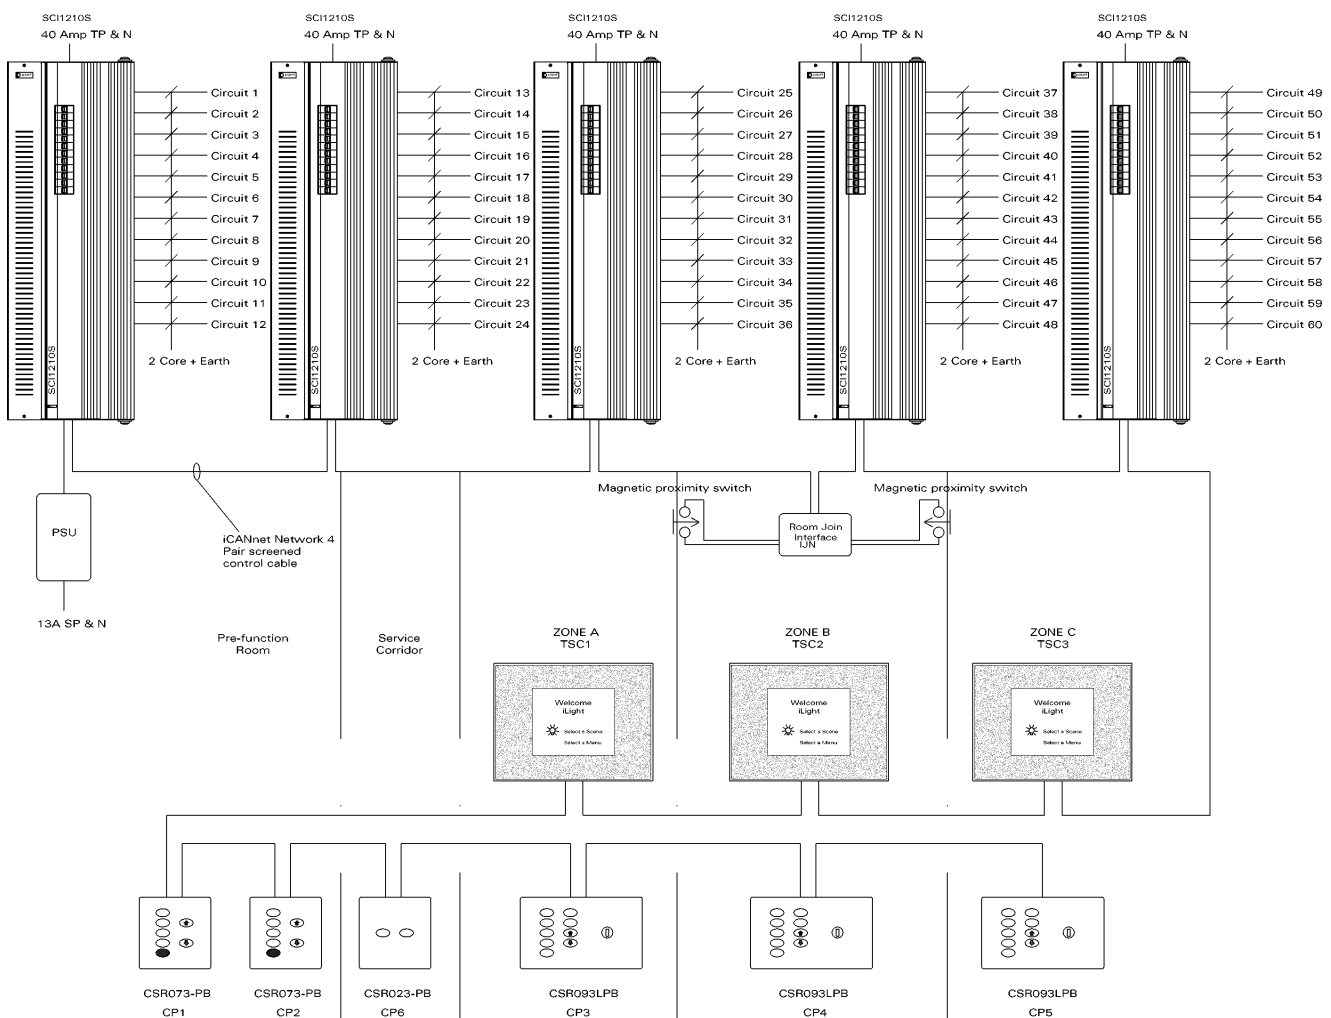 SCI1210S
40 Amp TP & N
SCI1210S
40 Amp TP & N
SCI1210S
40 Amp TP & N
SCI1210S
40 Amp TP & N
SCI1210S
40 Amp TP & N
LIGHT
LIGHT
LIGHT
LIGHT
LIGHT
Circuit 1
Circuit 2
Circuit 3
Circuit 4
Circuit 5
Circuit 6
Circuit 7
Circuit 8
Circuit 9
Circuit 10
Circuit 11
Circuit 12
2 Core + Earth
SCI1210S
Circuit 13
Circuit 14
Circuit 15
Circuit 16
Circuit 17
Circuit 18
Circuit 19
Circuit 20
Circuit 21
Circuit 22
Circuit 23
Circuit 24
2 Core + Earth
SCI1210S
Circuit 25
Circuit 26
Circuit 27
Circuit 28
Circuit 29
Circuit 30
Circuit 31
Circuit 32
Circuit 33
Circuit 34
Circuit 35
Circuit 36
2 Core + Earth
SCI1210S
Circuit 37
Circuit 38
Circuit 39
Circuit 40
Circuit 41
Circuit 42
Circuit 43
Circuit 44
Circuit 45
Circuit 46
Circuit 47
Circuit 48
2 Core + Earth
SCI1210S
Circuit 49
Circuit 50
Circuit 51
Circuit 52
Circuit 53
Circuit 54
Circuit 55
Circuit 56
Circuit 57
Circuit 58
Circuit 59
Circuit 60
2 Core + Earth
SCI1210S
PSU
13A SP & N
iCANnet Network 4
Pair screened
control cable
Magnetic proximity switch
Magnetic proximity switch
Room Join
Interface
IJN
Pre-function
Room
Service
Corridor
ZONE A
TSC1
ZONE B
TSC2
ZONE C
TSC3
Welcome
iLight
Select a Scene
Select a Menu
Welcome
iLight
Select a Scene
Select a Menu
Welcome
iLight
Select a Scene
Select a Menu
CSR073-PB
CP1
CSR073-PB
CP2
CSR023-PB
CP6
CSR093LPB
CP3
CSR093LPB
CP4
CSR093LPB
CP5